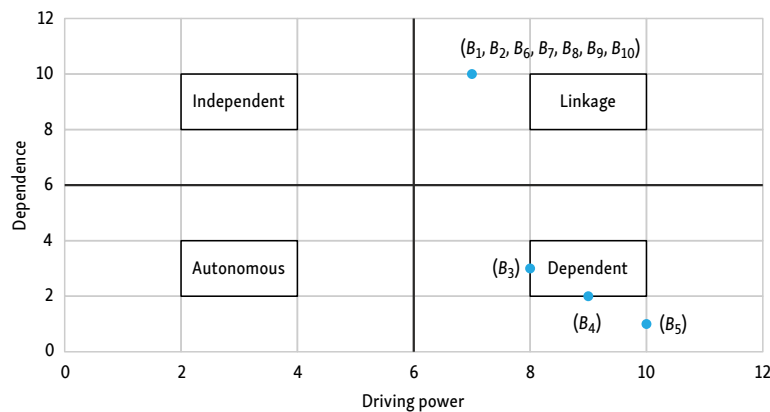 12
(B₁, B₂, B₆, B₇, B₈, B₉, B₁₀)
10
Independent
Linkage
8
Dependence
6
4
Autonomous
(B₃)
Dependent
2
(B₄)
(B₅)
0
0 2 4 6 8 10 12
Driving power